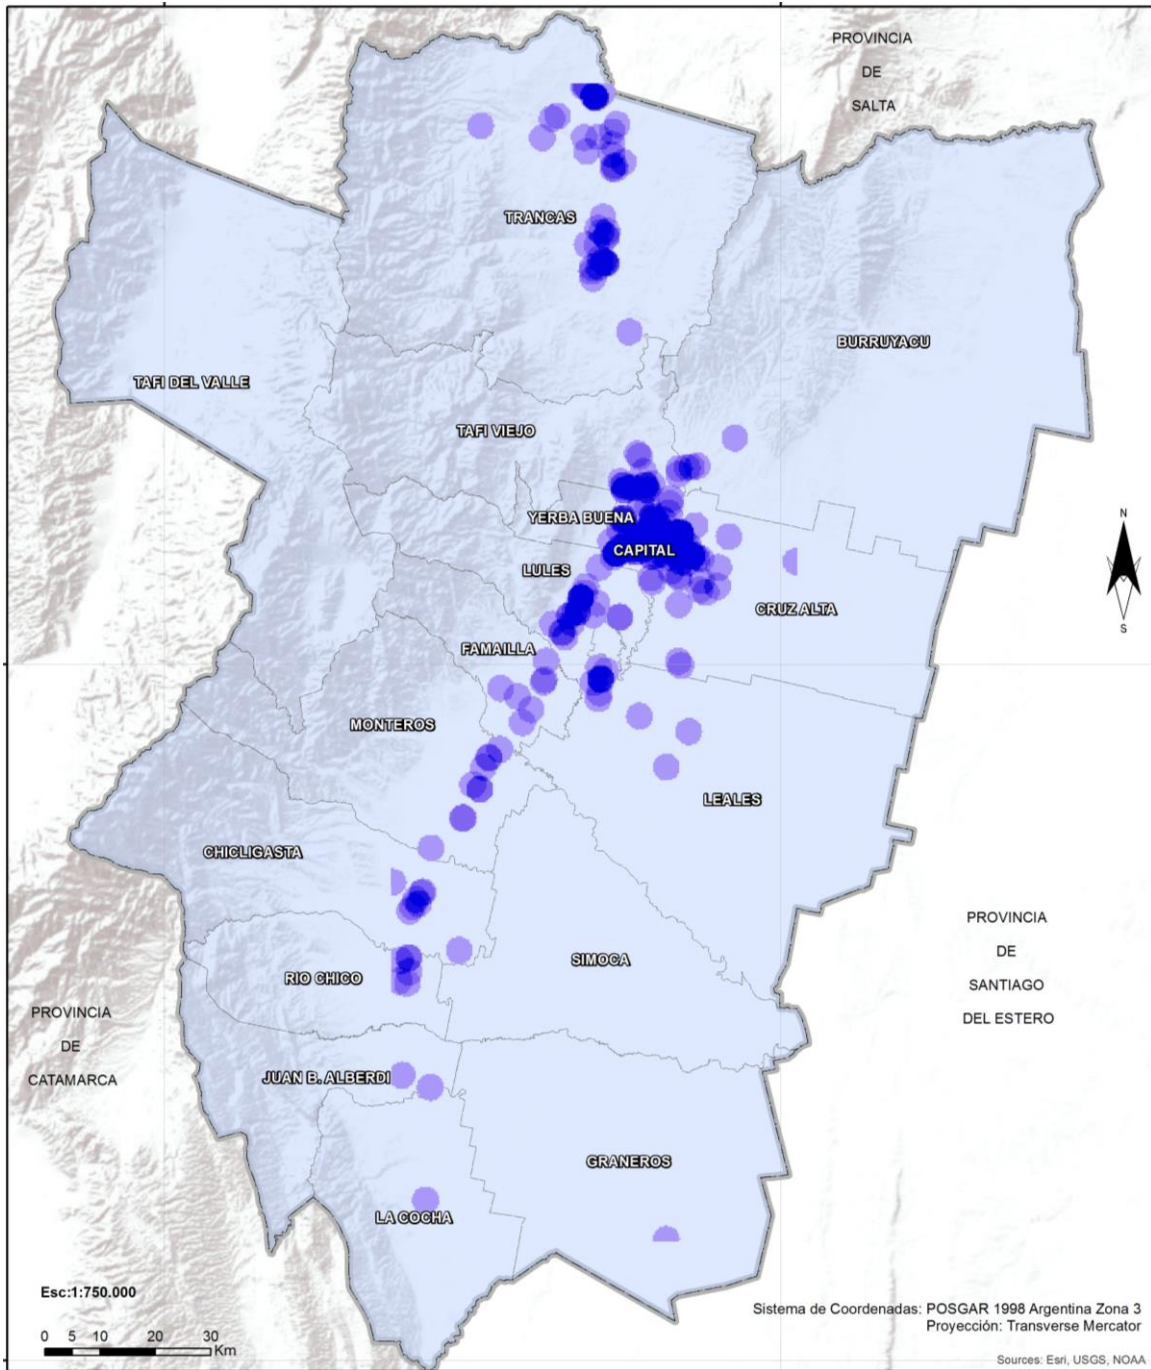 PROVINCIA
DE
SALTA
TRANCAS
BURRUYACU
TAFI DEL VALLE
TAFI VIEJO
N
YERBA BUENA
CAPITAL
LULES
CRUZ ALTA
S
FAMAILLA
MONTEROS
LEALES
CHICLIGASTA
PROVINCIA
DE
SANTIAGO
DEL ESTERO
SIMOCA
RIO CHICO
PROVINCIA
DE
CATAMARCA
JUAN B. ALBERDI
GRANEROS
LA COCHA
Esc:1:750.000
0 5 10 20 30
Km
Sistema de Coordenadas: POSGAR 1998 Argentina Zona 3
Proyección: Transverse Mercator
Sources: Esri, USGS, NOAA